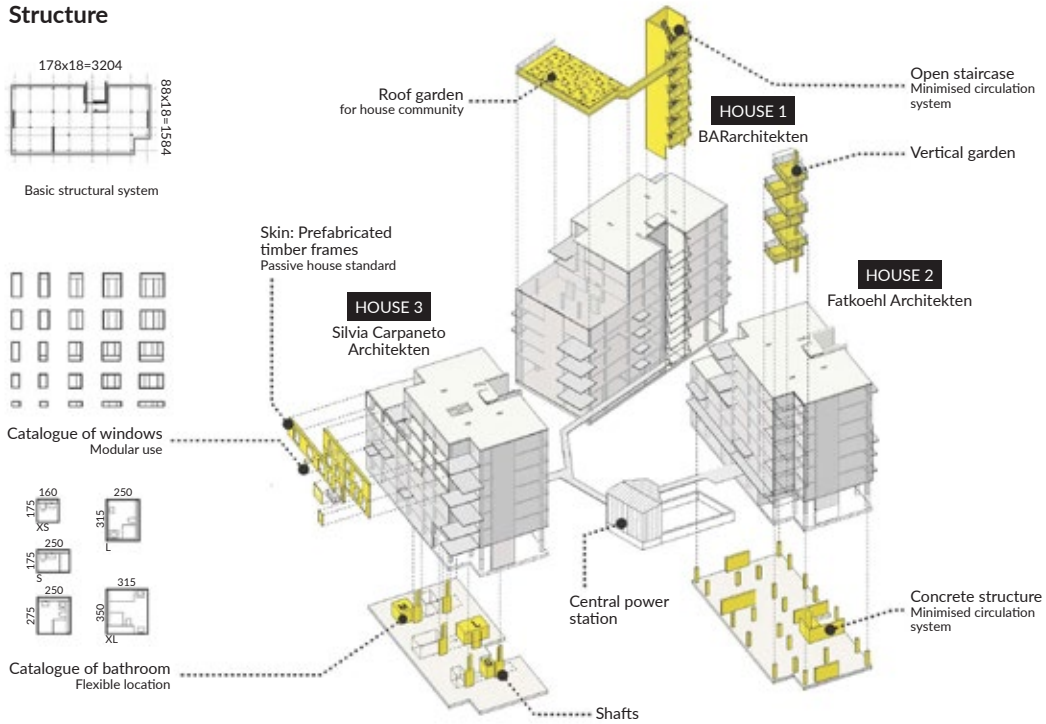 Structure
178x18=3204
88x18=1584
Basic structural system
Roof garden
for house community
Open staircase
Minimised circulation
system
HOUSE 1
BARarchitekten
Vertical garden
Skin: Prefabricated
timber frames
Passive house standard
HOUSE 3
Silvia Carpaneto
Architekten
HOUSE 2
Fatkoehl Architekten
Catalogue of windows
Modular use
160
175
XS
250
315
L
250
175
S
250
275
315
350
XL
Central power
station
Concrete structure
Minimised circulation
system
Catalogue of bathroom
Flexible location
Shafts